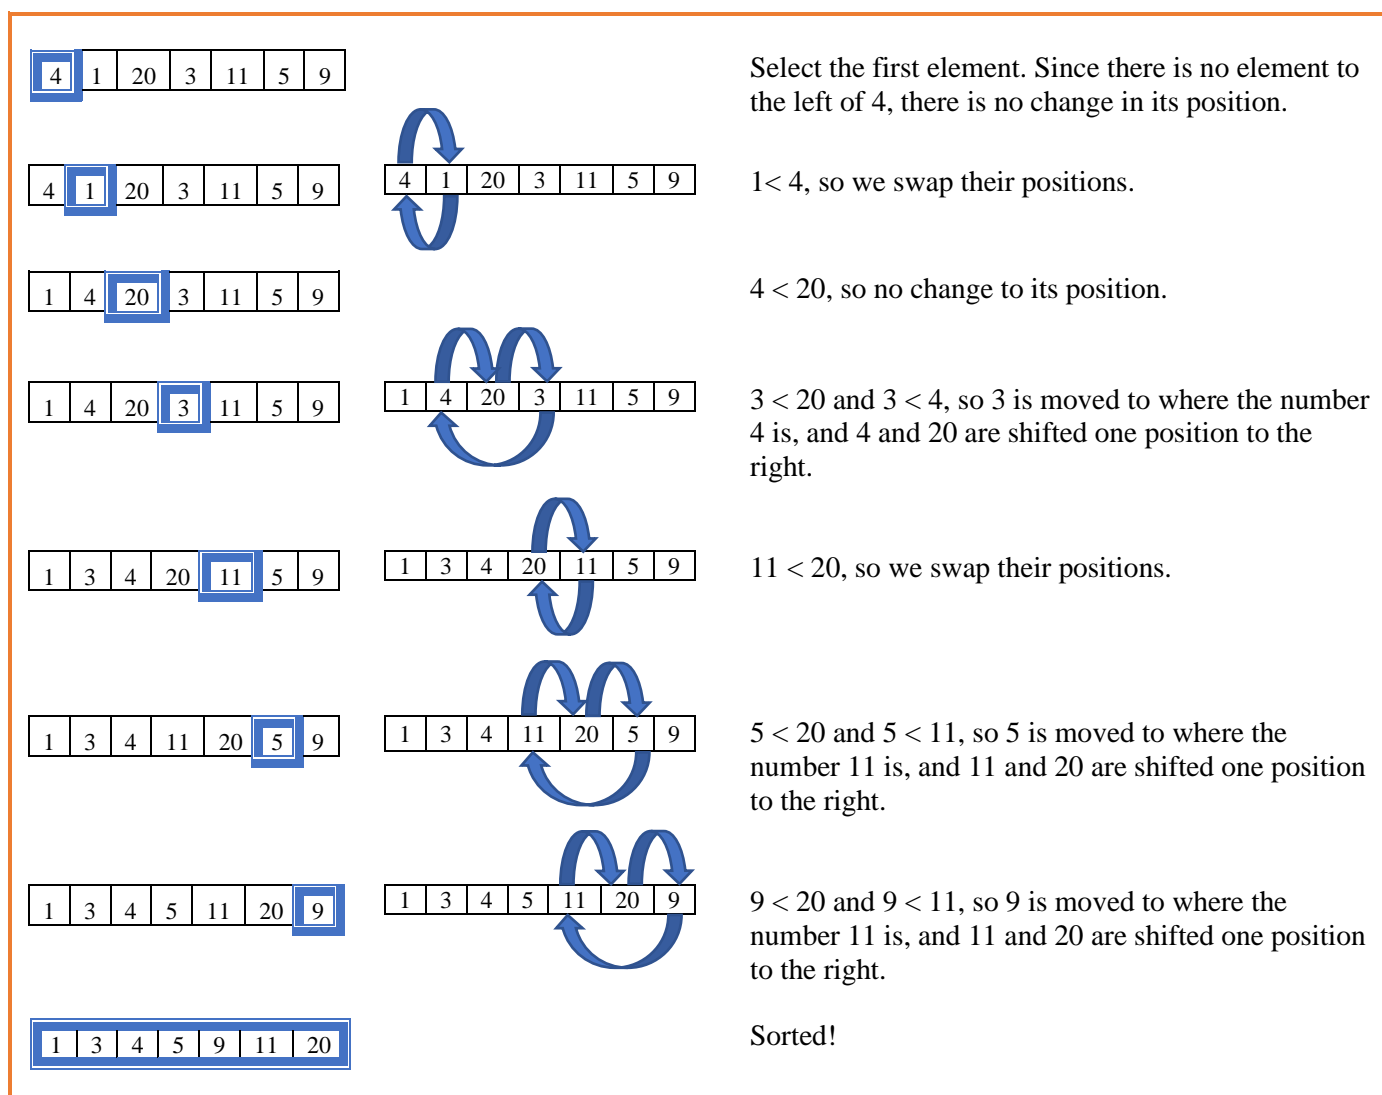 4 1 20 3 11 5 9
Select the first element. Since there is no element to
the left of 4, there is no change in its position.
4 1 20 3 11 5 9
4 1 20 3 11 5 9
1< 4, so we swap their positions.
1 4 20 3 11 5 9
4 < 20, so no change to its position.
1 4 20 3 11 5 9
1 4 20 3 11 5 9
3 < 20 and 3 < 4, so 3 is moved to where the number
4 is, and 4 and 20 are shifted one position to the
right.
1 3 4 20 11 5 9
1 3 4 20 11 5 9
11 < 20, so we swap their positions.
1 3 4 11 20 5 9
1 3 4 11 20 5 9
5 < 20 and 5 < 11, so 5 is moved to where the
number 11 is, and 11 and 20 are shifted one position
to the right.
1 3 4 5 11 20 9
1 3 4 5 11 20 9
9 < 20 and 9 < 11, so 9 is moved to where the
number 11 is, and 11 and 20 are shifted one position
to the right.
1 3 4 5 9 11 20
Sorted!